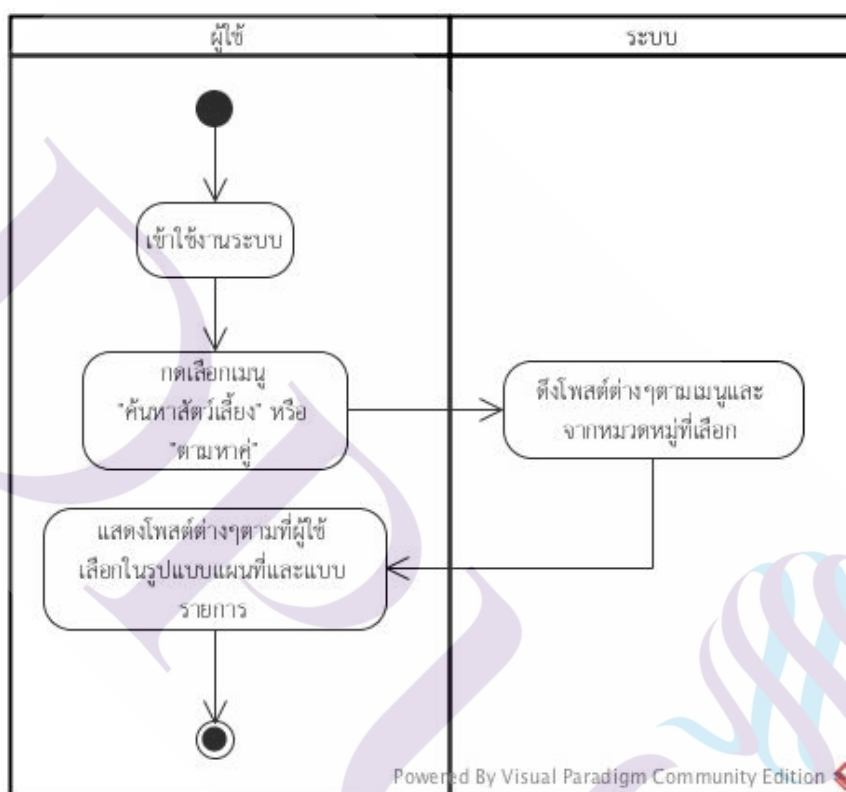 ผู้ใช้
ระบบ
เข้าใช้งานระบบ
กดเลือกเมนู
"ค้นหาสัตว์เลี้ยง" หรือ
"ตามหาคู่"
ดึงโพสต์ต่างๆตามเมนูและ
จากหมวดหมู่ที่เลือก
แสดงโพสต์ต่างๆตามที่ผู้ใช้
เลือกในรูปแบบแผนที่และแบบ
รายการ
Powered By Visual Paradigm Community Edition